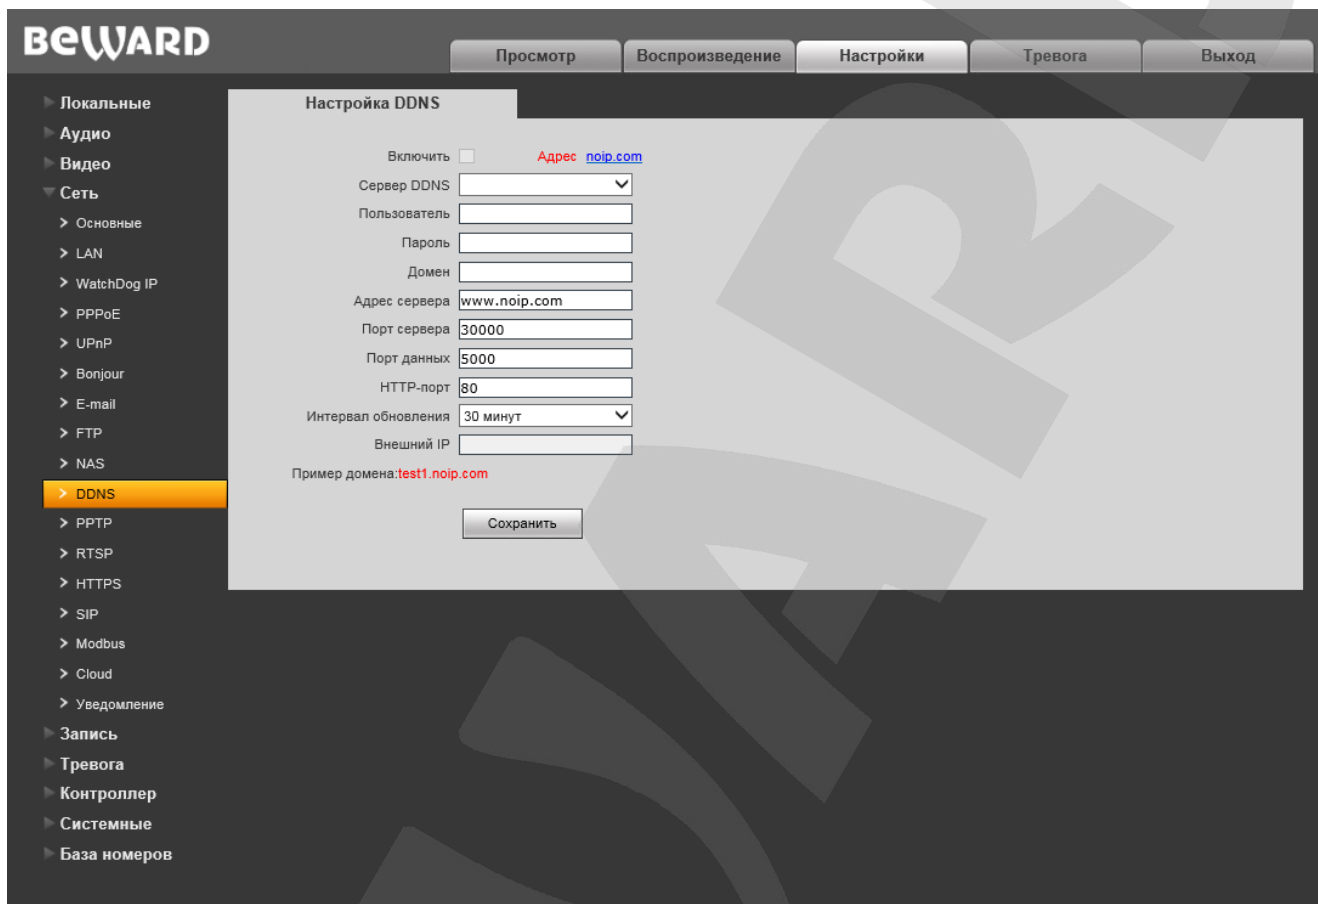 BEWARD
Просмотр Воспроизведение Настройки Тревога Выход
Локальные
Аудио
Видео
Сеть
Основные
LAN
WatchDog IP
PPPoE
UPnP
Bonjour
E-mail
FTP
NAS
DDNS
PPTP
RTSP
HTTPS
SIP
Modbus
Cloud
Уведомление
Запись
Тревога
Контроллер
Системные
База номеров
Настройка DDNS
Включить Адрес noip.com
Сервер DDNS
Пользователь
Пароль
Домен
Адрес сервера www.noip.com
Порт сервера 30000
Порт данных 5000
HTTP-порт 80
Интервал обновления 30 минут
Внешний IP
Пример домена:test1.noip.com
Сохранить